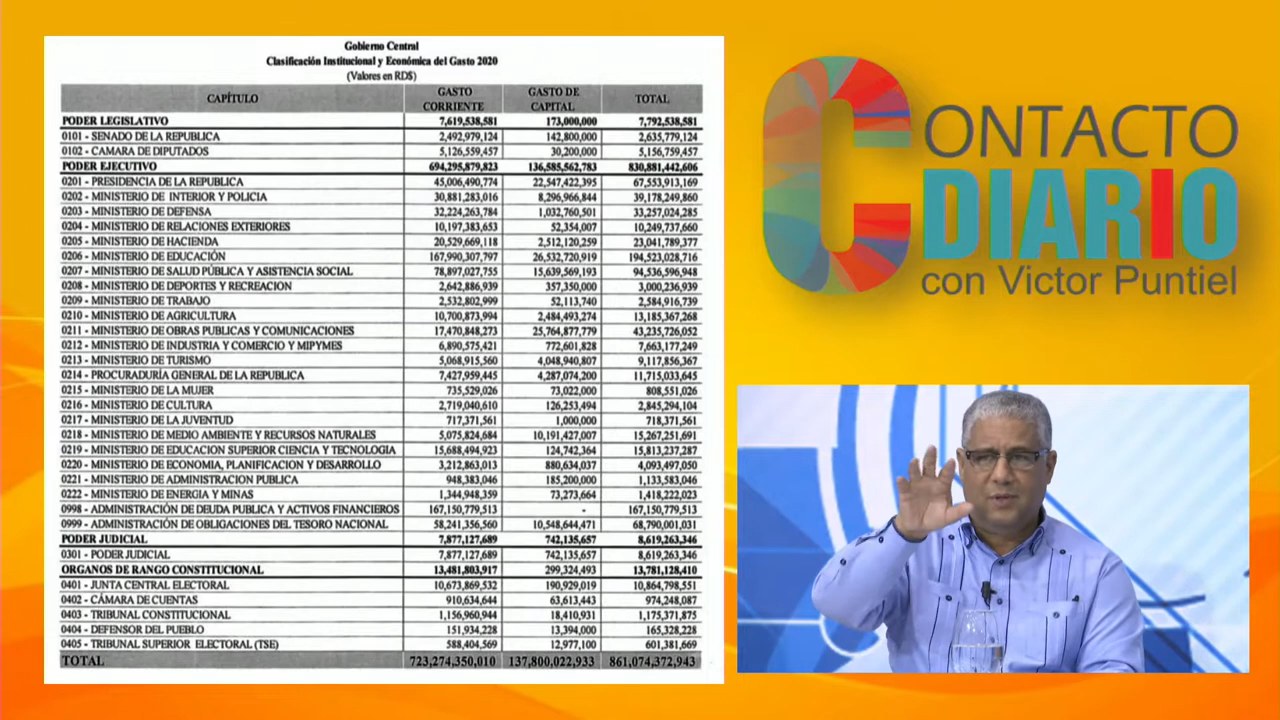 Gobierno Central
Clasificación Institucional y Económica del Gasto 2020
(Valores en RD$)
CAPÍTULO GASTO CORRIENTE GASTO DE CAPITAL TOTAL
PODER LEGISLATIVO 7,619,538,581 173,000,000 7,792,538,581
0101 - SENADO DE LA REPUBLICA 2,492,979,124 142,800,000 2,635,779,124
0102 - CAMARA DE DIPUTADOS 5,126,559,457 30,200,000 5,156,759,457
PODER EJECUTIVO 694,295,879,823 136,585,562,783 830,881,442,606
0201 - PRESIDENCIA DE LA REPUBLICA 45,006,490,774 22,547,422,395 67,553,913,169
0202 - MINISTERIO DE INTERIOR Y POLICIA 30,881,283,016 8,296,966,844 39,178,249,860
0203 - MINISTERIO DE DEFENSA 32,224,263,784 1,032,760,501 33,257,024,285
0204 - MINISTERIO DE RELACIONES EXTERIORES 10,197,383,653 52,354,007 10,249,737,660
0205 - MINISTERIO DE HACIENDA 20,529,669,118 2,512,120,259 23,041,789,377
0206 - MINISTERIO DE EDUCACIÓN 167,990,307,797 26,532,720,919 194,523,028,716
0207 - MINISTERIO DE SALUD PÚBLICA Y ASISTENCIA SOCIAL 78,897,027,755 15,639,569,193 94,536,596,948
0208 - MINISTERIO DE DEPORTES Y RECREACION 2,642,886,939 357,350,000 3,000,236,939
0209 - MINISTERIO DE TRABAJO 2,532,802,999 52,113,740 2,584,916,739
0210 - MINISTERIO DE AGRICULTURA 10,700,873,994 2,484,493,274 13,185,367,268
0211 - MINISTERIO DE OBRAS PUBLICAS Y COMUNICACIONES 17,470,848,273 25,764,877,779 43,235,726,052
0212 - MINISTERIO DE INDUSTRIA Y COMERCIO Y MIPYMES 6,890,575,421 772,601,828 7,663,177,249
0213 - MINISTERIO DE TURISMO 5,068,915,560 4,048,940,807 9,117,856,367
0214 - PROCURADURÍA GENERAL DE LA REPUBLICA 7,427,959,445 4,287,074,200 11,715,033,645
0215 - MINISTERIO DE LA MUJER 735,529,026 73,022,000 808,551,026
0216 - MINISTERIO DE CULTURA 2,719,040,610 126,253,494 2,845,294,104
0217 - MINISTERIO DE LA JUVENTUD 717,371,561 1,000,000 718,371,561
0218 - MINISTERIO DE MEDIO AMBIENTE Y RECURSOS NATURALES 5,075,824,684 10,191,427,007 15,267,251,691
0219 - MINISTERIO DE EDUCACION SUPERIOR CIENCIA Y TECNOLOGIA 15,688,494,923 124,742,364 15,813,237,287
0220 - MINISTERIO DE ECONOMIA, PLANIFICACION Y DESARROLLO 3,212,863,013 880,634,037 4,093,497,050
0221 - MINISTERIO DE ADMINISTRACION PUBLICA 948,383,046 185,200,000 1,133,583,046
0222 - MINISTERIO DE ENERGIA Y MINAS 1,344,948,359 73,273,664 1,418,222,023
0998 - ADMINISTRACION DE DEUDA PUBLICA Y ACTIVOS FINANCIEROS 167,150,779,513 - 167,150,779,513
0999 - ADMINISTRACIÓN DE OBLIGACIONES DEL TESORO NACIONAL 58,241,356,560 10,548,644,471 68,790,001,031
PODER JUDICIAL 7,877,127,689 742,135,657 8,619,263,346
0301 - PODER JUDICIAL 7,877,127,689 742,135,657 8,619,263,346
ORGANOS DE RANGO CONSTITUCIONAL 13,481,803,917 299,324,493 13,781,128,410
0401 - JUNTA CENTRAL ELECTORAL 10,673,869,532 190,929,019 10,864,798,551
0402 - CÁMARA DE CUENTAS 910,634,644 63,613,443 974,248,087
0403 - TRIBUNAL CONSTITUCIONAL 1,156,960,944 18,410,931 1,175,371,875
0404 - DEFENSOR DEL PUEBLO 151,934,228 13,394,000 165,328,228
0405 - TRIBUNAL SUPERIOR ELECTORAL (TSE) 588,404,569 12,977,100 601,381,669
TOTAL 723,274,350,010 137,800,022,933 861,074,372,943
CONTACTO
DIARIO
con Victor Puntiel